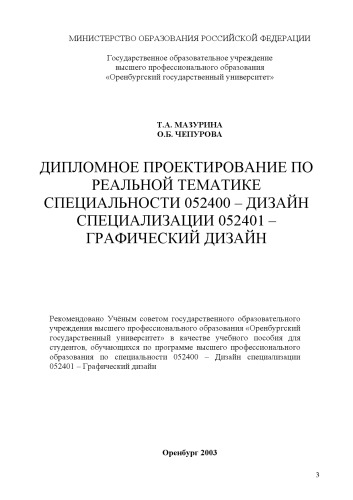 МИНИСТЕРСТВО ОБРАЗОВАНИЯ РОССИЙСКОЙ ФЕДЕРАЦИИ
Государственное образовательное учреждение
высшего профессионального образования
«Оренбургский государственный университет»
Т.А. МАЗУРИНА
О.Б. ЧЕПУРОВА
ДИПЛОМНОЕ ПРОЕКТИРОВАНИЕ ПО
РЕАЛЬНОЙ ТЕМАТИКЕ
СПЕЦИАЛЬНОСТИ 052400 – ДИЗАЙН
СПЕЦИАЛИЗАЦИИ 052401 –
ГРАФИЧЕСКИЙ ДИЗАЙН
Рекомендовано Учёным советом государственного образовательного
учреждения высшего профессионального образования «Оренбургский
государственный университет» в качестве учебного пособия для
студентов, обучающихся по программе высшего профессионального
образования по специальности 052400 – Дизайн специализации
052401 – Графический дизайн
Оренбург 2003
3